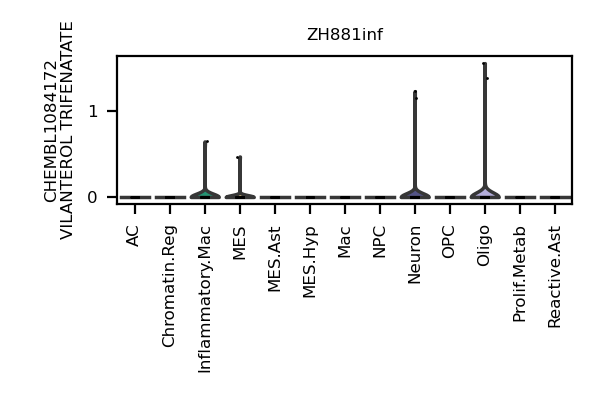 ZH881inf
CHEMBL1084172
VILANTEROL TRIFENATATE
1
0
AC
Chromatin.Reg
Inflammatory.Mac
MES
MES.Ast
MES.Hyp
Mac
NPC
Neuron
OPC
Oligo
Prolif.Metab
Reactive.Ast